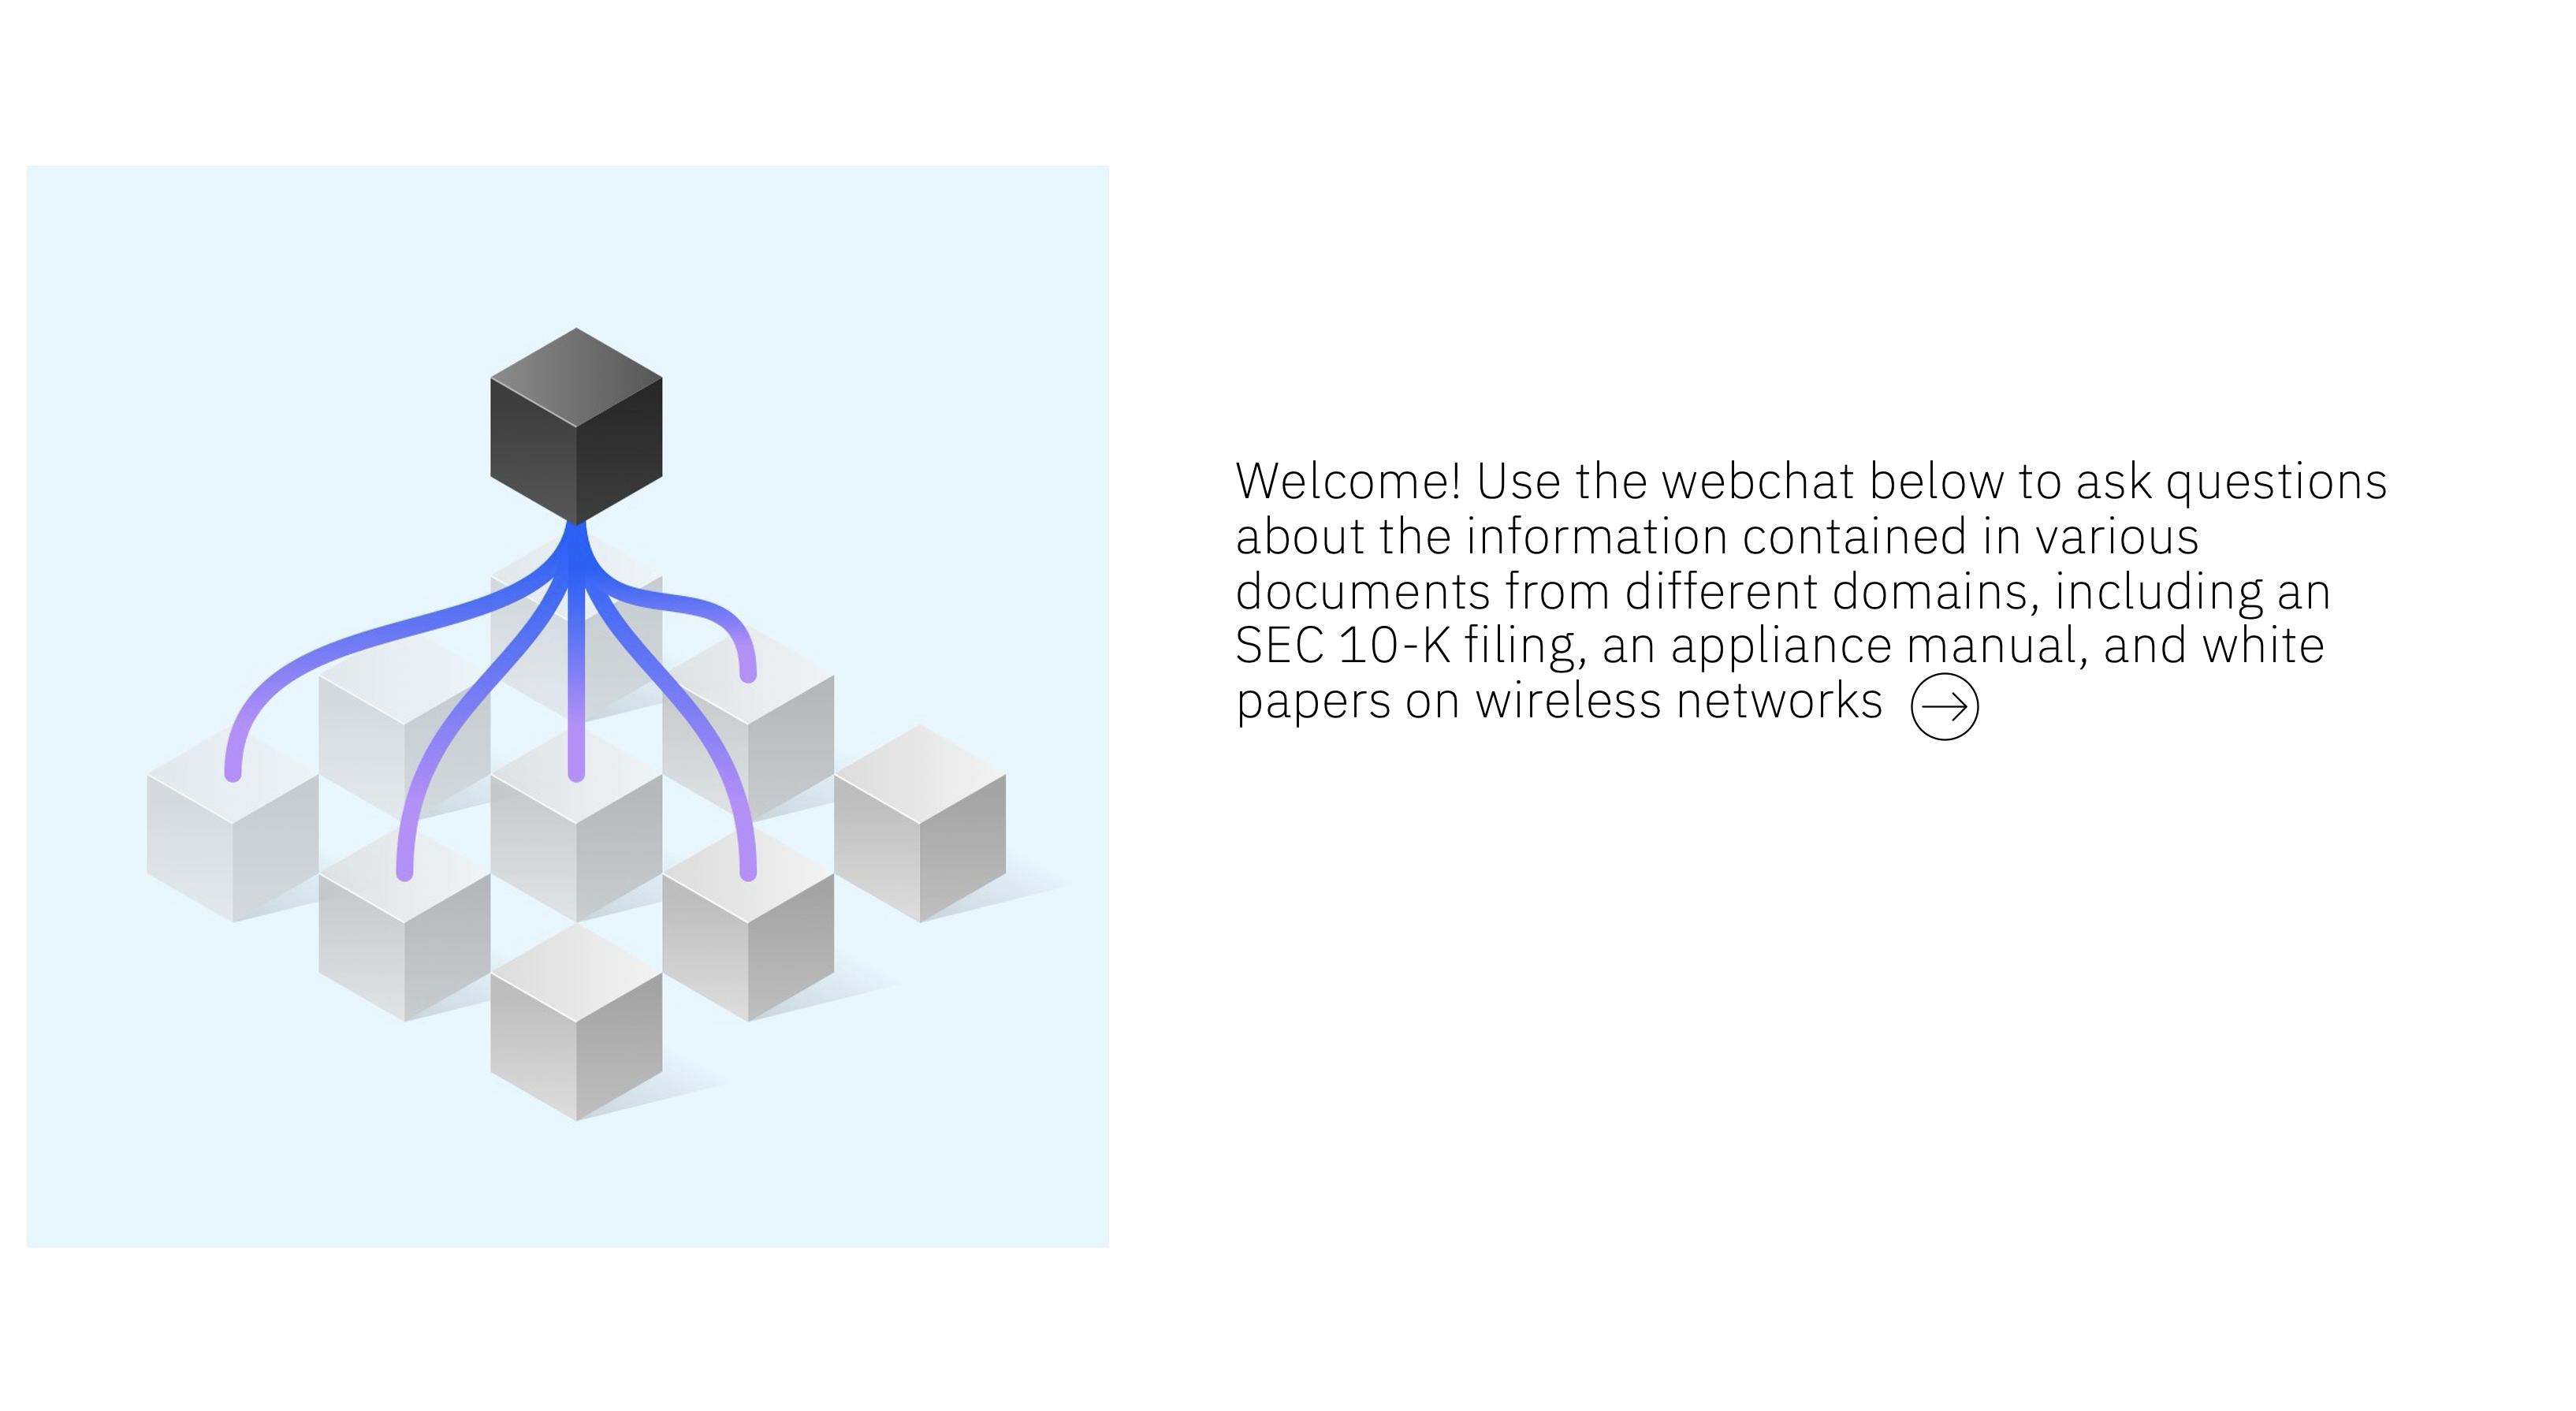 Welcome! Use the webchat below to ask questions
about the information contained in various
documents from different domains, including an
SEC 10-K filing, an appliance manual, and white
papers on wireless networks